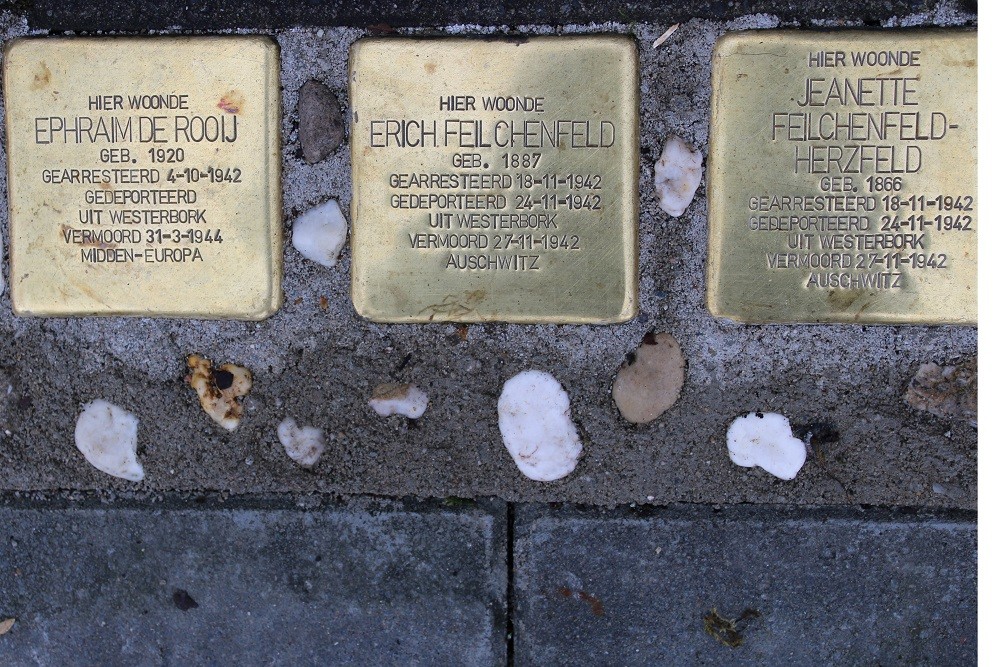 HIER WOONDE
EPHRAIM DE ROOIJ
GEB. 1920
GEARRESTEERD 4-10-1942
GEDEPORTEERD
UIT WESTERBORK
VERMOORD 31-3-1944
MIDDEN-EUROPA
HIER WOONDE
ERICH FEILCHENFELD
GEB. 1887
GEARRESTEERD 18-11-1942
GEDEPORTEERD 24-11-1942
UIT WESTERBORK
VERMOORD 27-11-1942
AUSCHWITZ
HIER WOONDE
JEANETTE
FEILCHENFELD-
HERZFELD
GEB. 1866
GEARRESTEERD 18-11-1942
GEDEPORTEERD 24-11-1942
UIT WESTERBORK
VERMOORD 27-11-1942
AUSCHWITZ